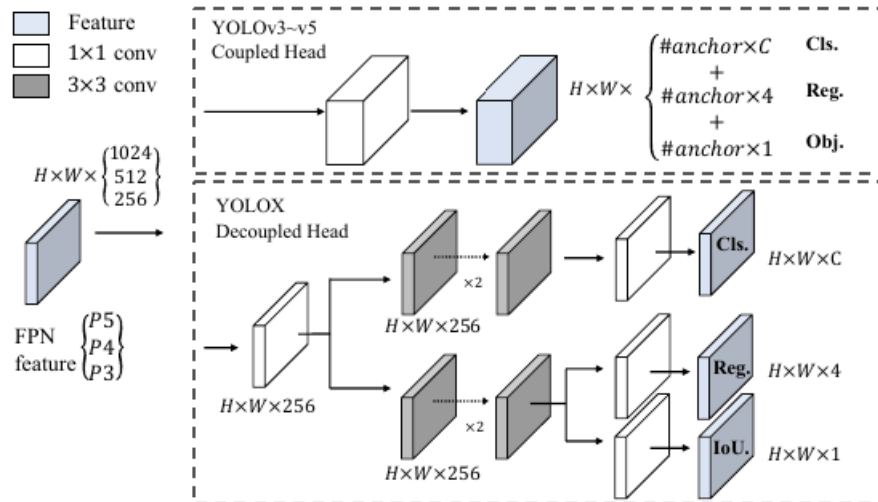 Feature
1×1 conv
3×3 conv
H×W× {1024
512
256}
FPN feature {P5
P4
P3}
YOLOv3~v5
Coupled Head
H×W× {#anchor×C Cls.
+
#anchor×4 Reg.
+
#anchor×1 Obj.
YOLOX
Decoupled Head
H×W×256
×2
H×W×256
Cls.
H×W×C
×2
H×W×256
Reg.
H×W×4
IoU.
H×W×1